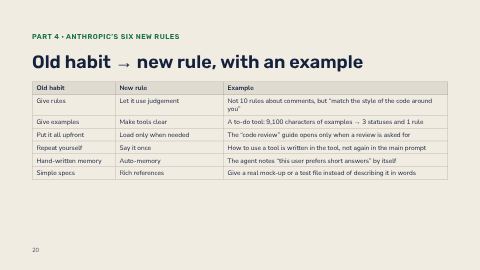 PART 4 • ANTHROPIC'S SIX NEW RULES
Old habit → new rule, with an example
Old habit New rule Example
Give rules Let it use judgement Not 10 rules about comments, but "match the style of the code around
you"
Give examples Make tools clear A to-do tool: 9,100 characters of examples → 3 statuses and 1 rule
Put it all upfront Load only when needed The "code review" guide opens only when a review is asked for
Repeat yourself Say it once How to use a tool is written in the tool, not again in the main prompt
Hand-written memory Auto-memory The agent notes "this user prefers short answers" by itself
Simple specs Rich references Give a real mock-up or a test file instead of describing it in words
20